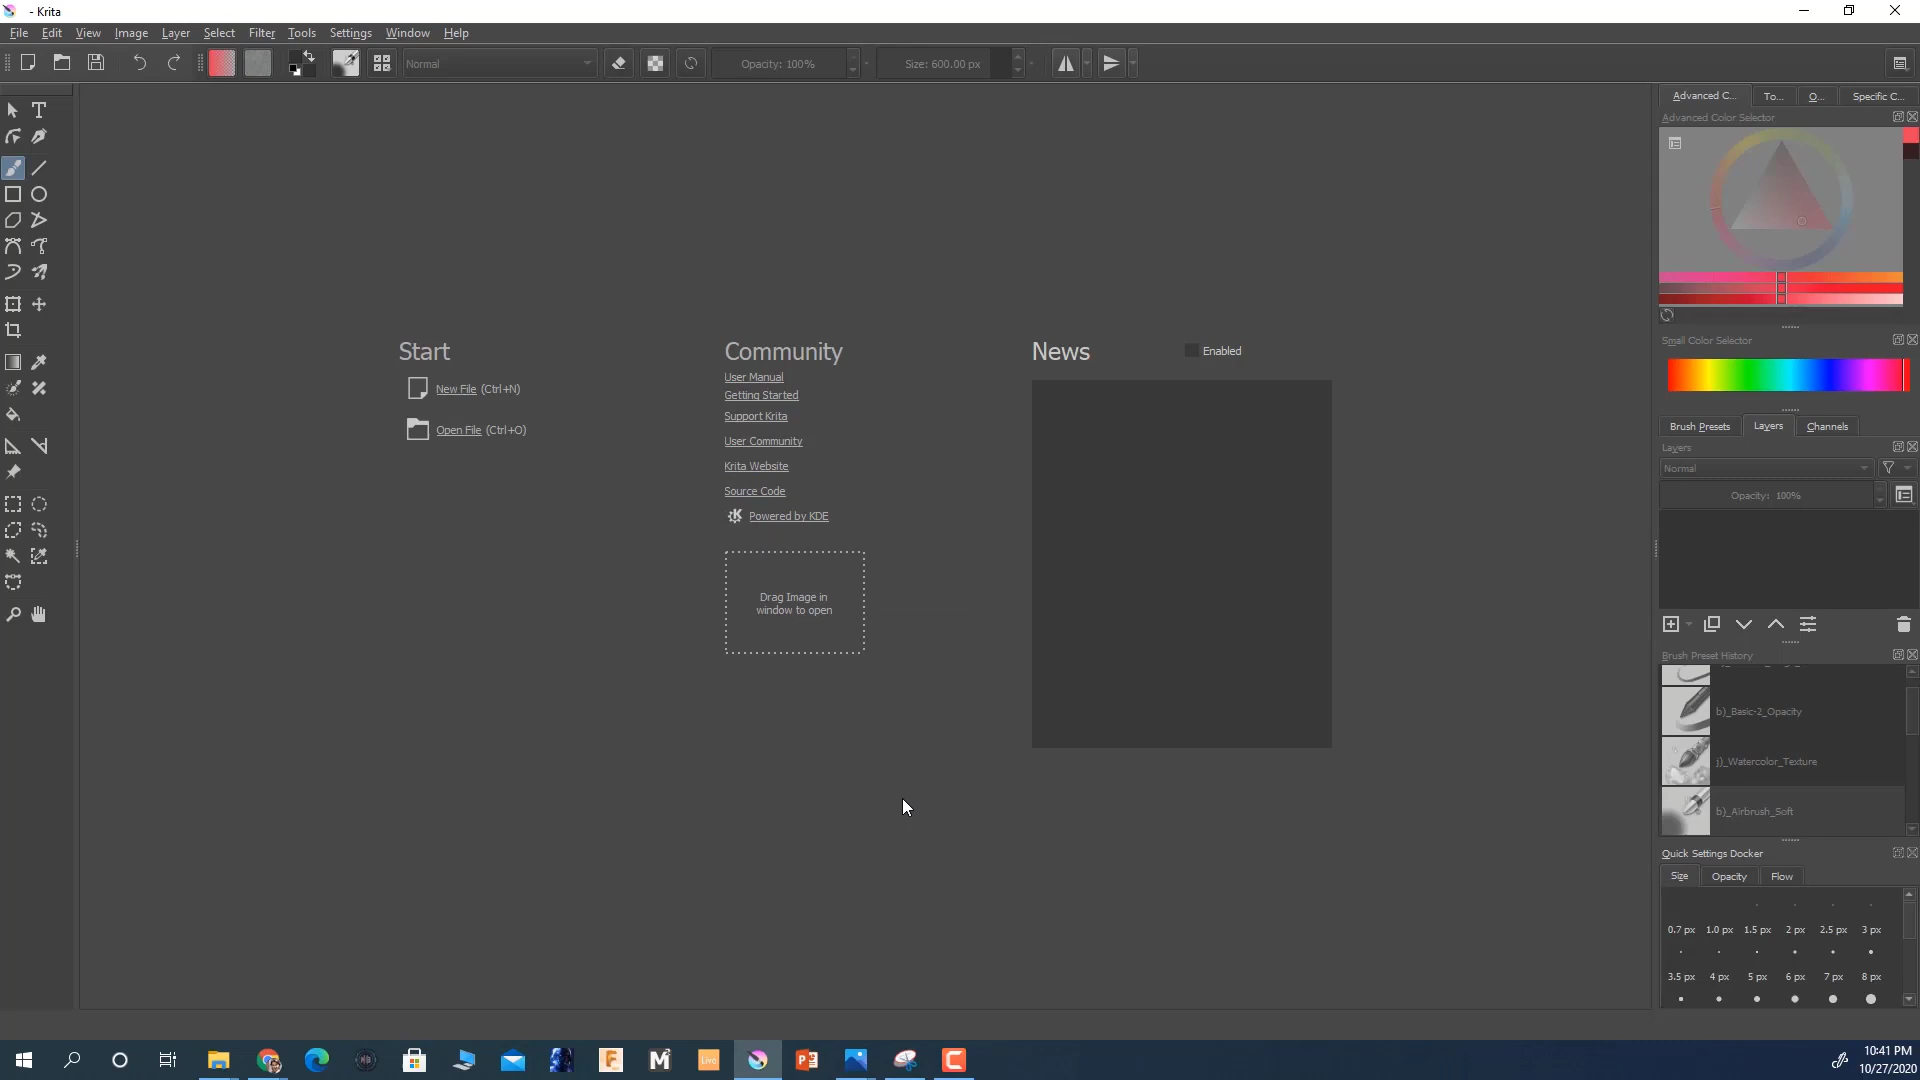 - Krita
File Edit View Image Layer Select Filter Tools Settings Window Help
Normal Opacity: 100% Size: 600.00 px
Advanced C... To... O... Specific C...
Advanced Color Selector
Small Color Selector
Start
New File (Ctrl+N)
Open File (Ctrl+O)
Community
User Manual
Getting Started
Support Krita
User Community
Krita Website
Source Code
Powered by KDE
Drag Image in
window to open
News Enabled
Brush Presets Layers Channels
Layers
Normal
Opacity: 100%
Brush Preset History
b)_Basic-2_Opacity
j)_Watercolor_Texture
b)_Airbrush_Soft
Quick Settings Docker
Size Opacity Flow
0.7 px 1.0 px 1.5 px 2 px 2.5 px 3 px
3.5 px 4 px 5 px 6 px 7 px 8 px
Live
10:41 PM
10/27/2020